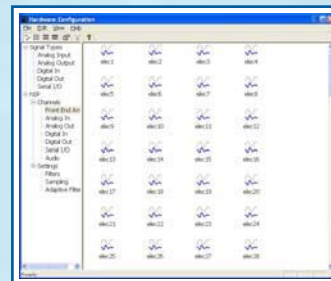 Hardware Configuration
File Edit View Help
Signal Types
Analog Input
Analog Output
Digital In
Digital Out
Serial I/O
NSP
Channels
Front End Am
Analog In
Analog Out
Digital In
Digital Out
Serial I/O
Audio
Settings
Filters
Sampling
Adaptive Filter
elec1 elec2 elec3 elec4
elec5 elec6 elec7 elec8
elec9 elec10 elec11 elec12
elec13 elec14 elec15 elec16
elec17 elec18 elec19 elec20
elec21 elec22 elec23 elec24
elec25 elec26 elec27 elec28
Ready